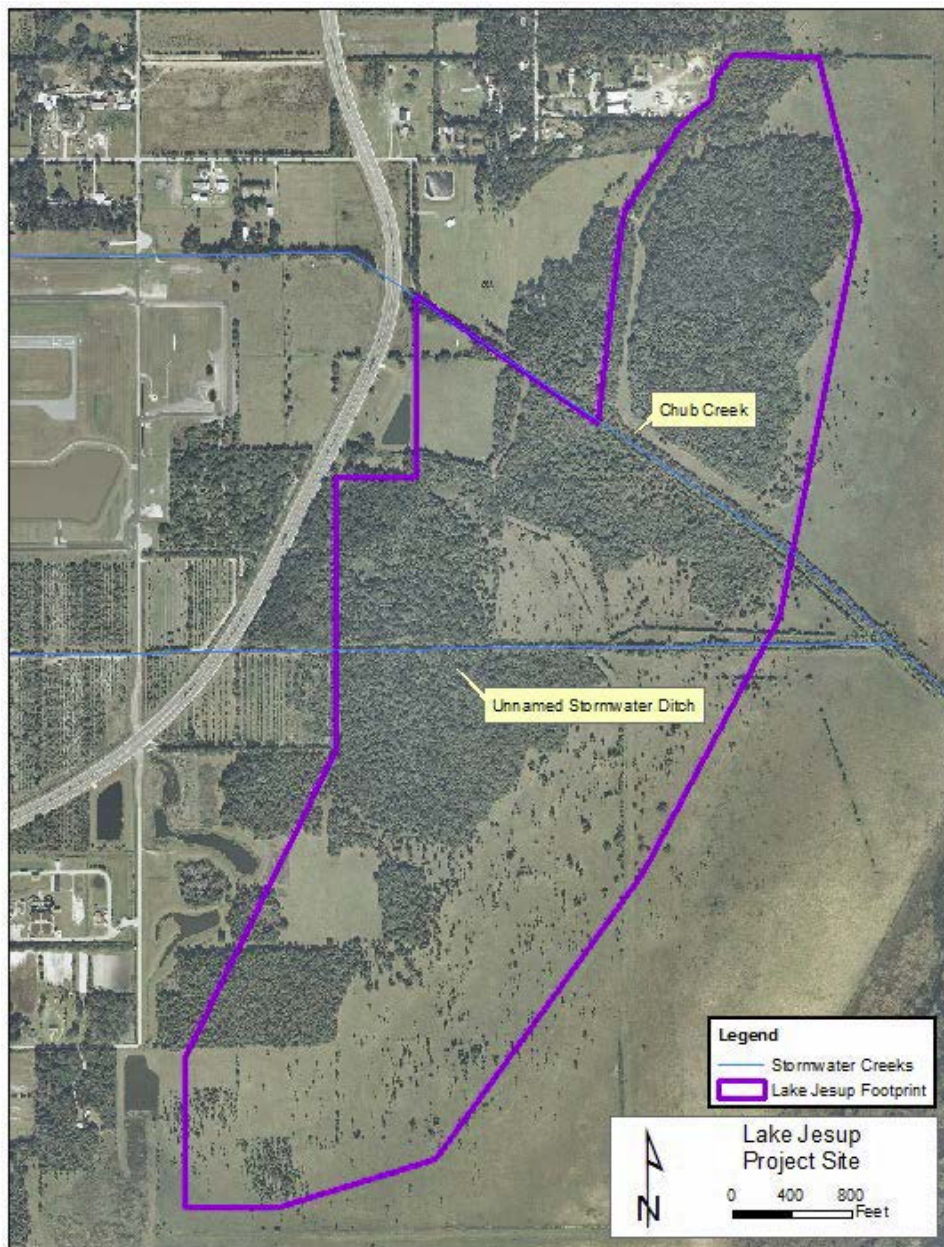 Chub Creek
Unnamed Stormwater Ditch
Legend
Stormwater Creeks
Lake Jesup Footprint
N
Lake Jesup
Project Site
0 400 800
Feet